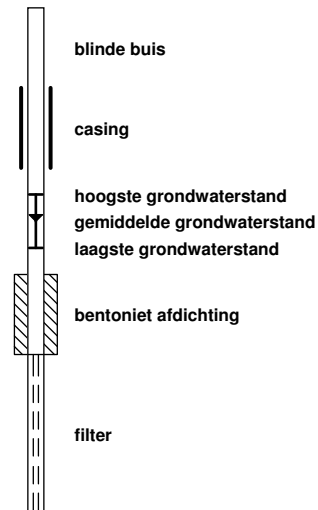 blinde buis
casing
hoogste grondwaterstand
gemiddelde grondwaterstand
laagste grondwaterstand
bentoniet afdichting
filter